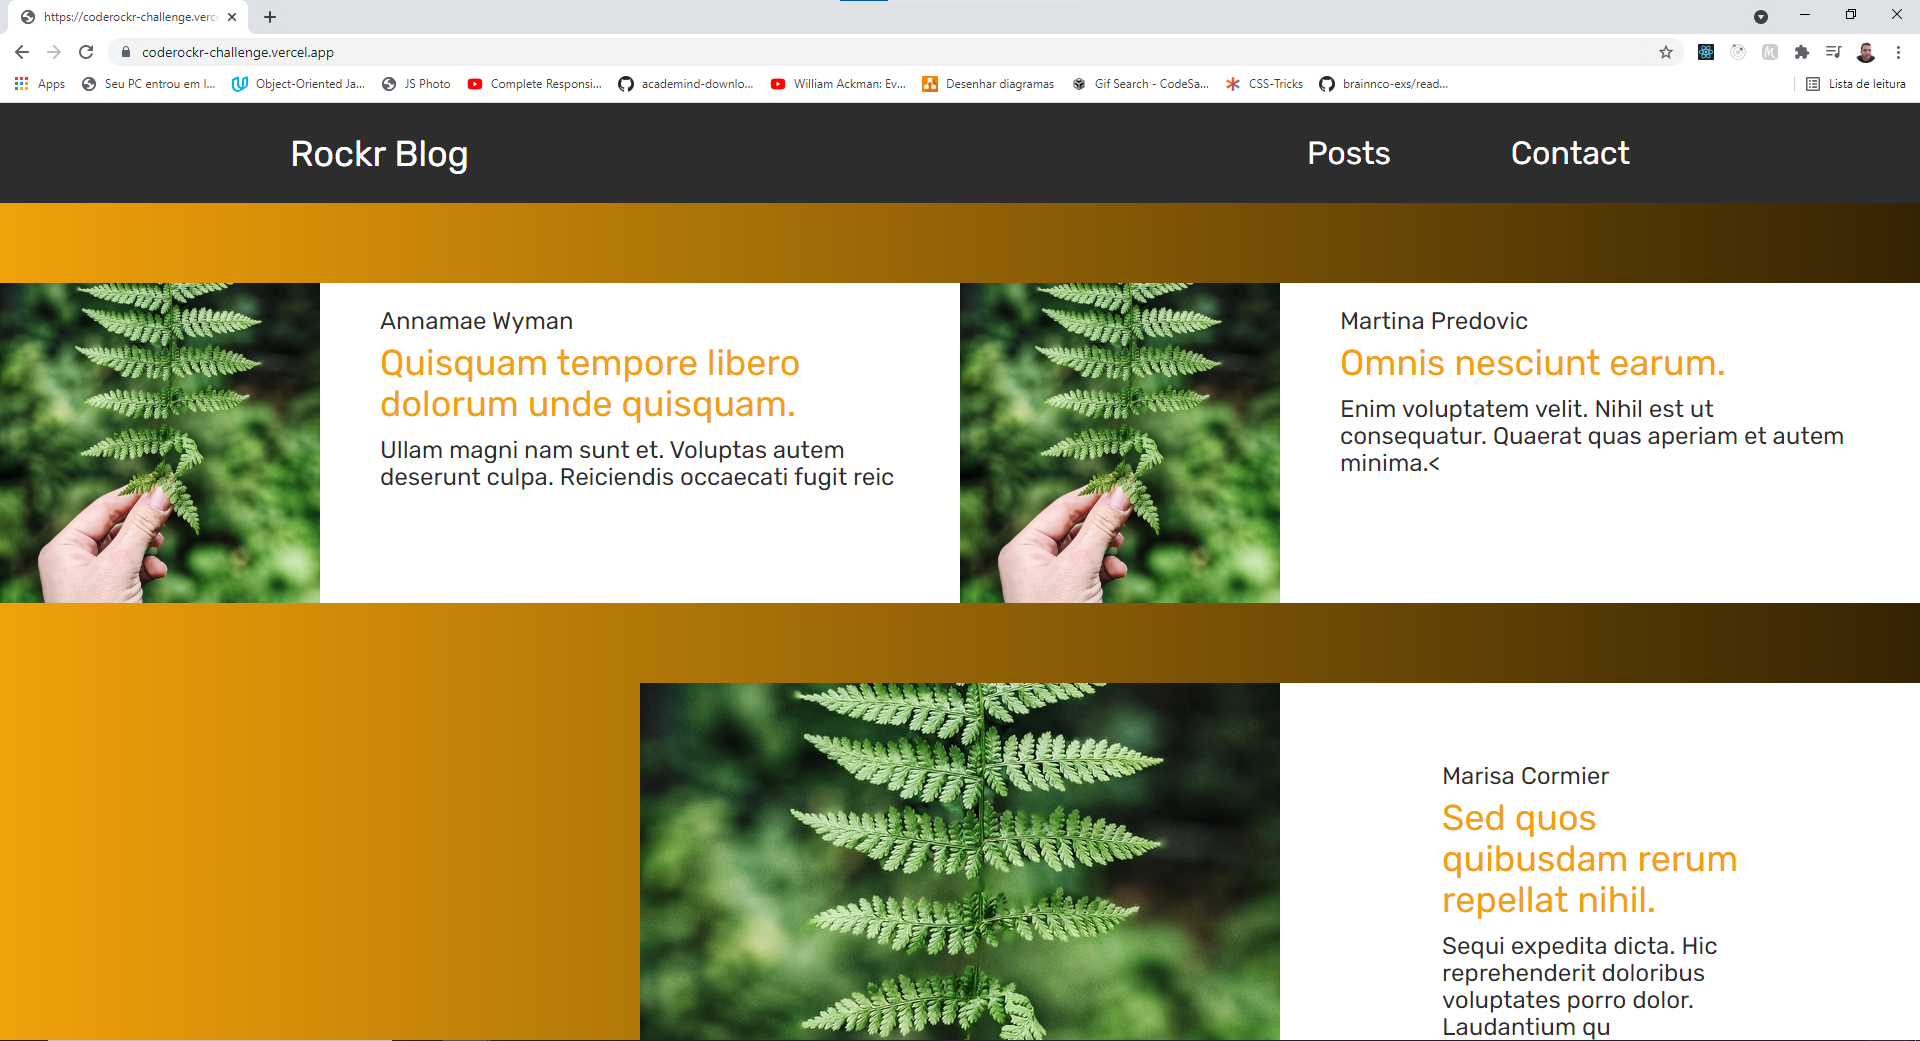 https://coderockr-challenge.verc
coderockr-challenge.vercel.app
Apps
Seu PC entrou em l...
Object-Oriented Ja...
JS Photo
Complete Responsi...
academind-downlo...
William Ackman: Ev...
Desenhar diagramas
Gif Search - CodeSa...
CSS-Tricks
brainnco-exs/read...
Lista de leitura
Rockr Blog
Posts
Contact
Annamae Wyman
Quisquam tempore libero
dolorum unde quisquam.
Ullam magni nam sunt et. Voluptas autem
deserunt culpa. Reiciendis occaecati fugit reic
Martina Predovic
Omnis nesciunt earum.
Enim voluptatem velit. Nihil est ut
consequatur. Quaerat quas aperiam et autem
minima.<
Marisa Cormier
Sed quos
quibusdam rerum
repellat nihil.
Sequi expedita dicta. Hic
reprehenderit doloribus
voluptates porro dolor.
Laudantium qu